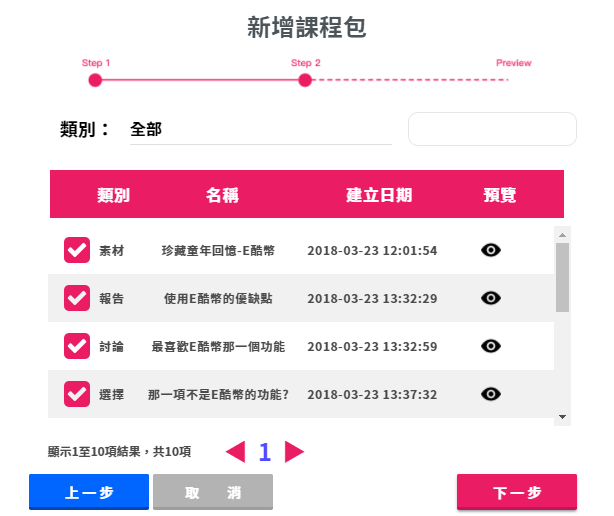 新增課程包
Step 1 Step 2 Preview
類別： 全部
類別 名稱 建立日期 預覽
素材 珍藏童年回憶-E酷幣 2018-03-23 12:01:54
報告 使用E酷幣的優缺點 2018-03-23 13:32:29
討論 最喜歡E酷幣那一個功能 2018-03-23 13:32:59
選擇 那一項不是E酷幣的功能? 2018-03-23 13:37:32
顯示1至10項結果，共10項 1
上一步 取 消 下一步